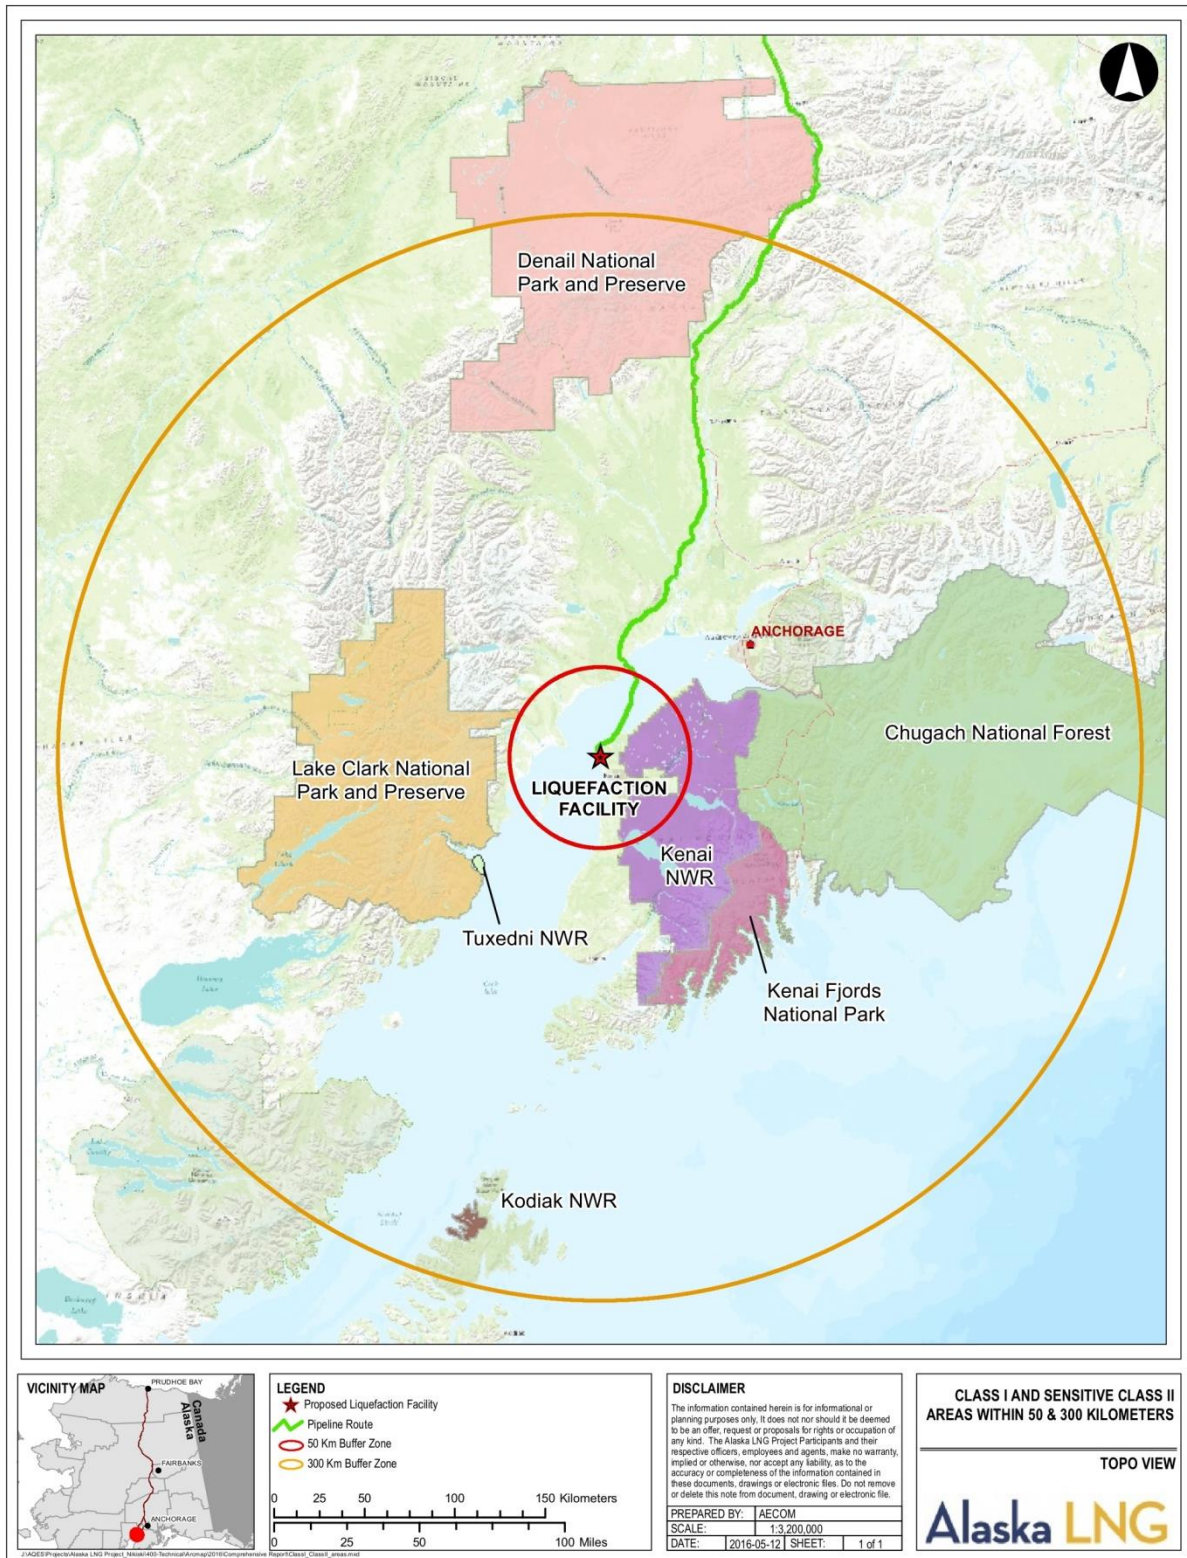 Denail National
Park and Preserve
ANCHORAGE
Chugach National Forest
Lake Clark National
Park and Preserve
LIQUEFACTION
FACILITY
Kenai
NWR
Tuxedni NWR
Kenai Fjords
National Park
Kodiak NWR
VICINITY MAP
PRUDHOE BAY
Canada
Alaska
FAIRBANKS
ANCHORAGE
LEGEND
Proposed Liquefaction Facility
Pipeline Route
50 Km Buffer Zone
300 Km Buffer Zone
0 25 50 100 150 Kilometers
0 25 50 100 Miles
DISCLAIMER
The information contained herein is for informational or
planning purposes only, It does not nor should it be deemed
to be an offer, request or proposals for rights or occupation of
any kind. The Alaska LNG Project Participants and their
respective officers, employees and agents, make no warranty,
implied or otherwise, nor accept any liability, as to the
accuracy or completeness of the information contained in
these documents, drawings or electronic files. Do not remove
or delete this note from document, drawing or electronic file.
PREPARED BY: AECOM
SCALE: 1:3,200,000
DATE: 2016-05-12 SHEET: 1 of 1
CLASS I AND SENSITIVE CLASS II
AREAS WITHIN 50 & 300 KILOMETERS
TOPO VIEW
Alaska LNG